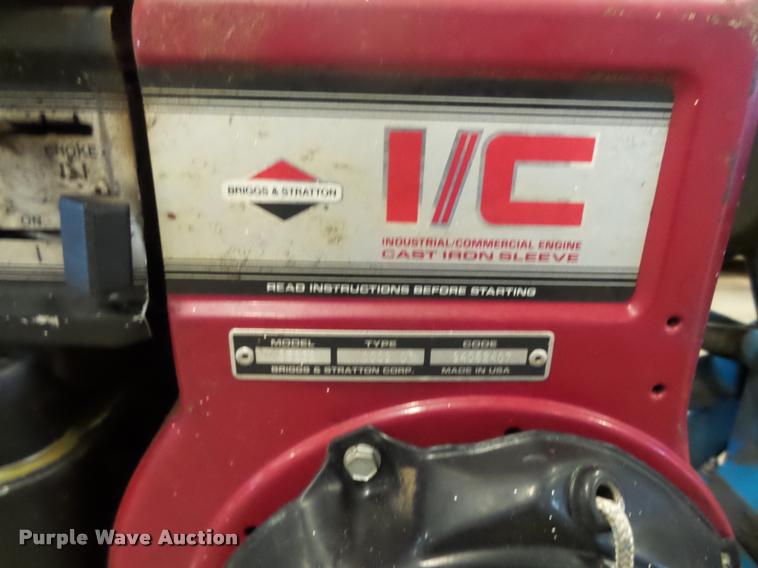 CHOKE
ON
BRIGGS & STRATTON
I/C
INDUSTRIAL/COMMERCIAL ENGINE
CAST IRON SLEEVE
READ INSTRUCTIONS BEFORE STARTING
MODEL TYPE CODE
BRIGGS & STRATTON CORP. MADE IN USA
Purple Wave Auction